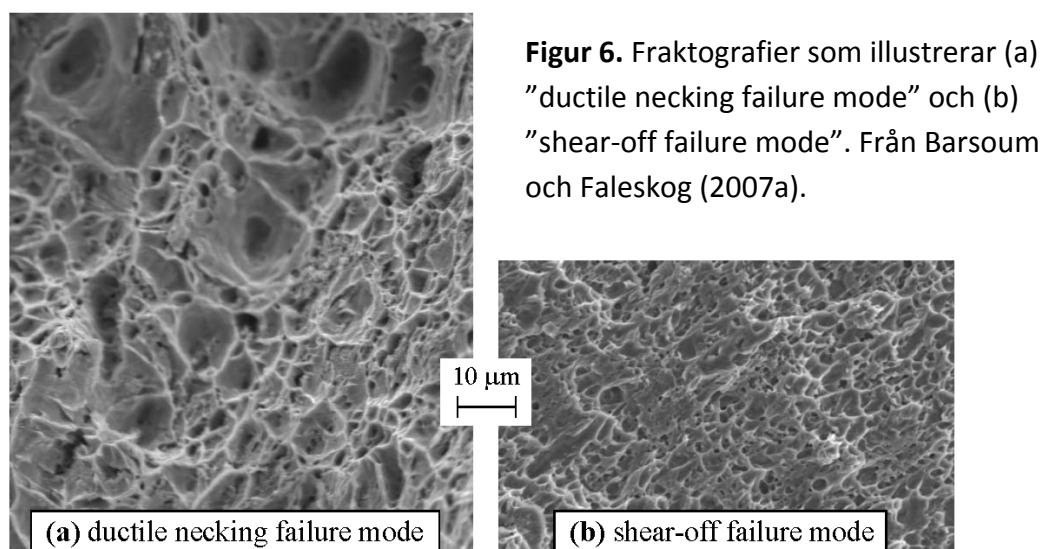 Figur 6. Fraktografier som illustrerar (a)
”ductile necking failure mode” och (b)
”shear-off failure mode”. Från Barsoum
och Faleskog (2007a).
10 μm
(a) ductile necking failure mode
(b) shear-off failure mode